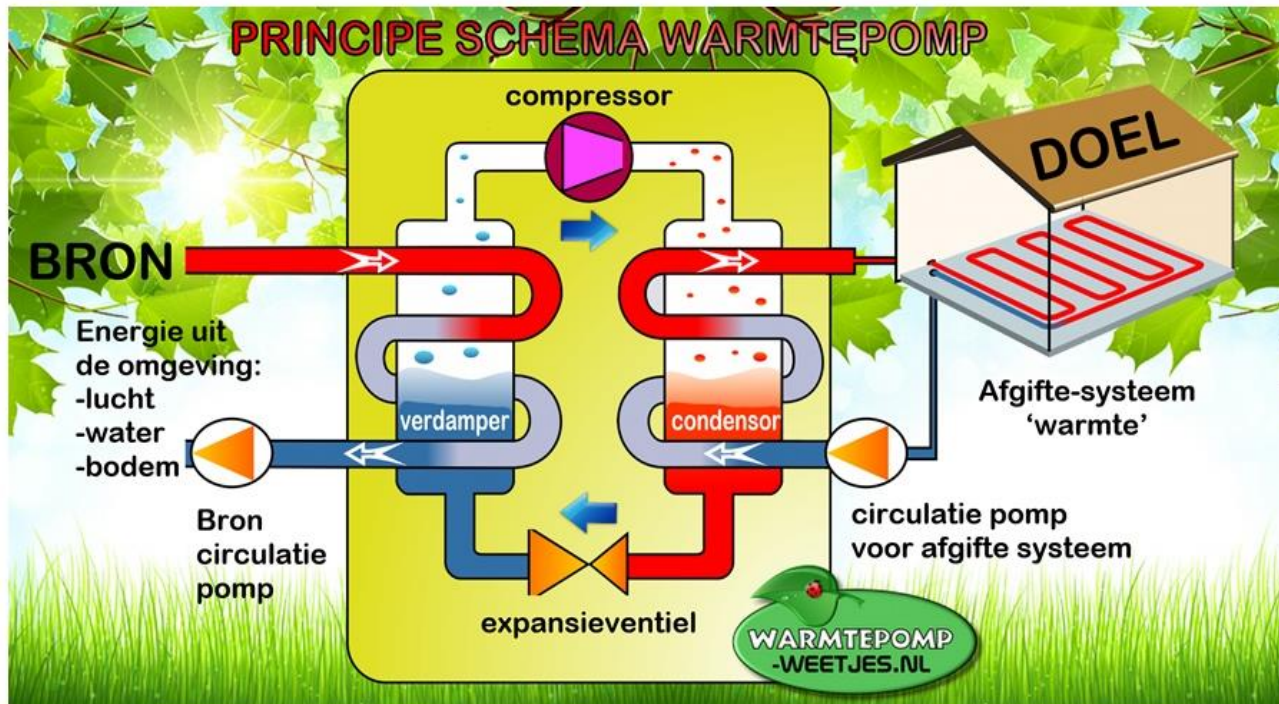 PRINCIPE SCHEMA WARMTEPOMP
compressor
DOEL
BRON
Energie uit
de omgeving:
-lucht
-water
-bodem
verdamper
condensor
Afgifte-systeem
‘warmte’
Bron
circulatie
pomp
circulatie pomp
voor afgifte systeem
expansieventiel
WARMTEPOMP
-WEETJES.NL